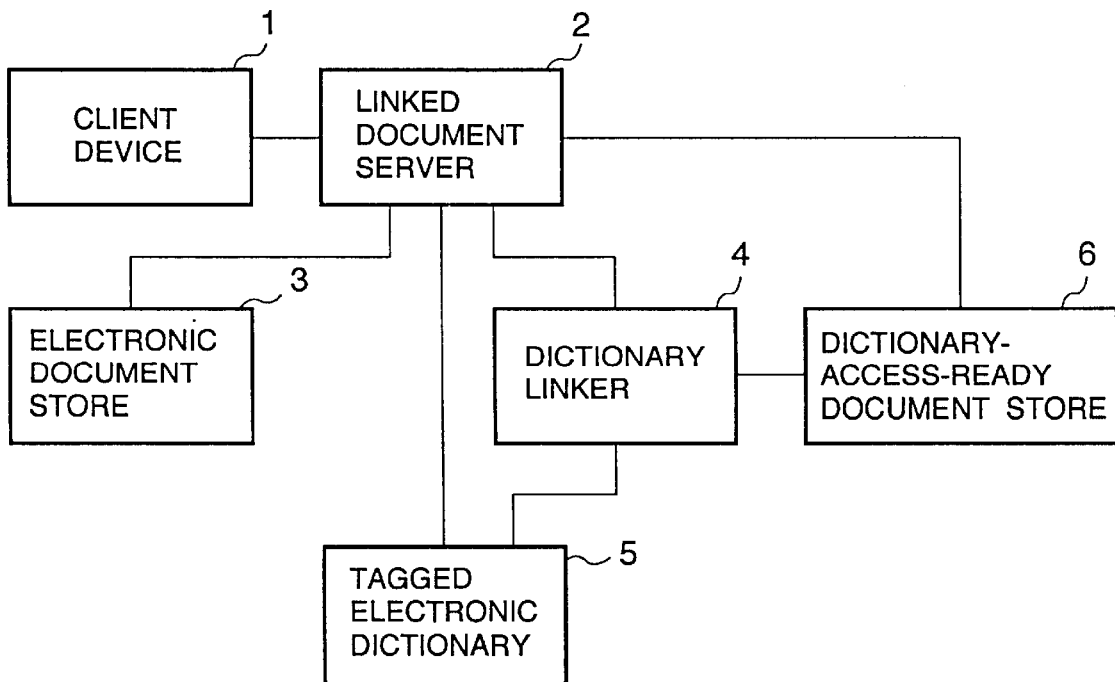 1
CLIENT
DEVICE
2
LINKED
DOCUMENT
SERVER
3
ELECTRONIC
DOCUMENT
STORE
4
DICTIONARY
LINKER
6
DICTIONARY-
ACCESS-READY
DOCUMENT STORE
5
TAGGED
ELECTRONIC
DICTIONARY